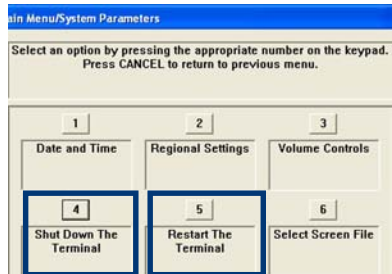 ain Menu/System Parameters
Select an option by pressing the appropriate number on the keypad.
Press CANCEL to return to previous menu.
1 2 3
Date and Time Regional Settings Volume Controls
4 5 6
Shut Down The Restart The Select Screen File
Terminal Terminal